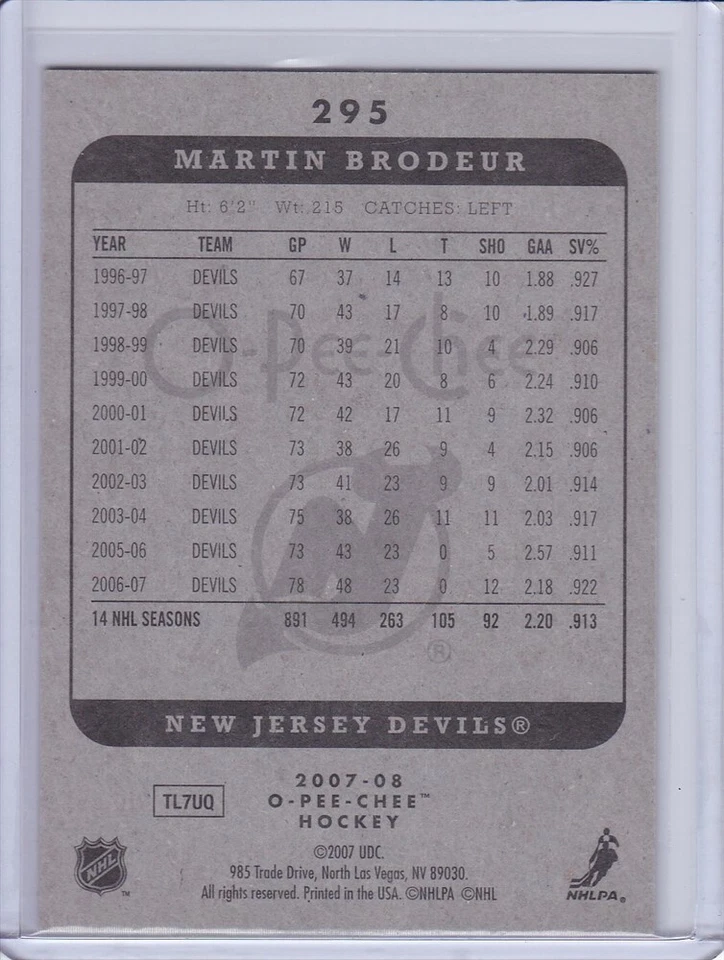 295
MARTIN BRODEUR
Ht: 6'2" Wt: 215 CATCHES: LEFT
YEAR TEAM GP W L T SHO GAA SV%
1996-97 DEVILS 67 37 14 13 10 1.88 .927
1997-98 DEVILS 70 43 17 8 10 1.89 .917
1998-99 DEVILS 70 39 21 10 4 2.29 .906
1999-00 DEVILS 72 43 20 8 6 2.24 .910
2000-01 DEVILS 72 42 17 11 9 2.32 .906
2001-02 DEVILS 73 38 26 9 4 2.15 .906
2002-03 DEVILS 73 41 23 9 9 2.01 .914
2003-04 DEVILS 75 38 26 11 11 2.03 .917
2005-06 DEVILS 73 43 23 0 5 2.57 .911
2006-07 DEVILS 78 48 23 0 12 2.18 .922
14 NHL SEASONS 891 494 263 105 92 2.20 .913
O-Pee-Chee
NJ
®
NEW JERSEY DEVILS®
2007-08
TL7UQ O-PEE-CHEE™
HOCKEY
©2007 UDC.
985 Trade Drive, North Las Vegas, NV 89030.
All rights reserved. Printed in the USA. ©NHLPA ©NHL
NHL ™
NHLPA®